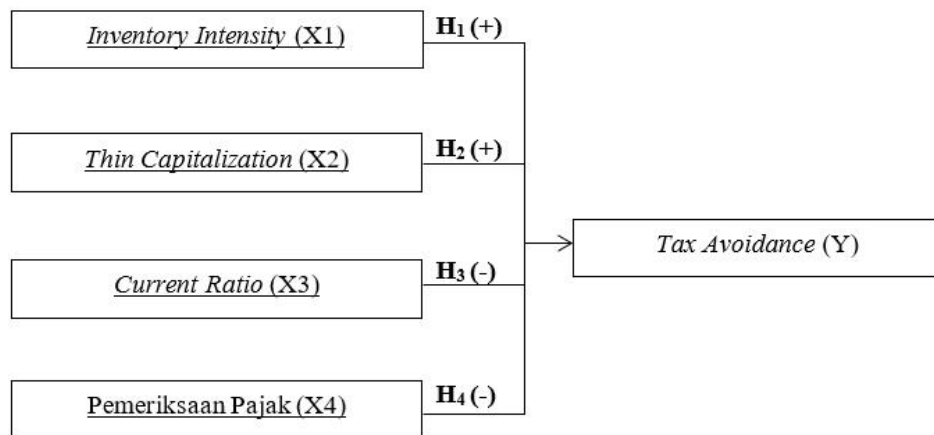 Inventory Intensity (X1)
H1 (+)
Thin Capitalization (X2)
H2 (+)
Tax Avoidance (Y)
Current Ratio (X3)
H3 (-)
Pemeriksaan Pajak (X4)
H4 (-)